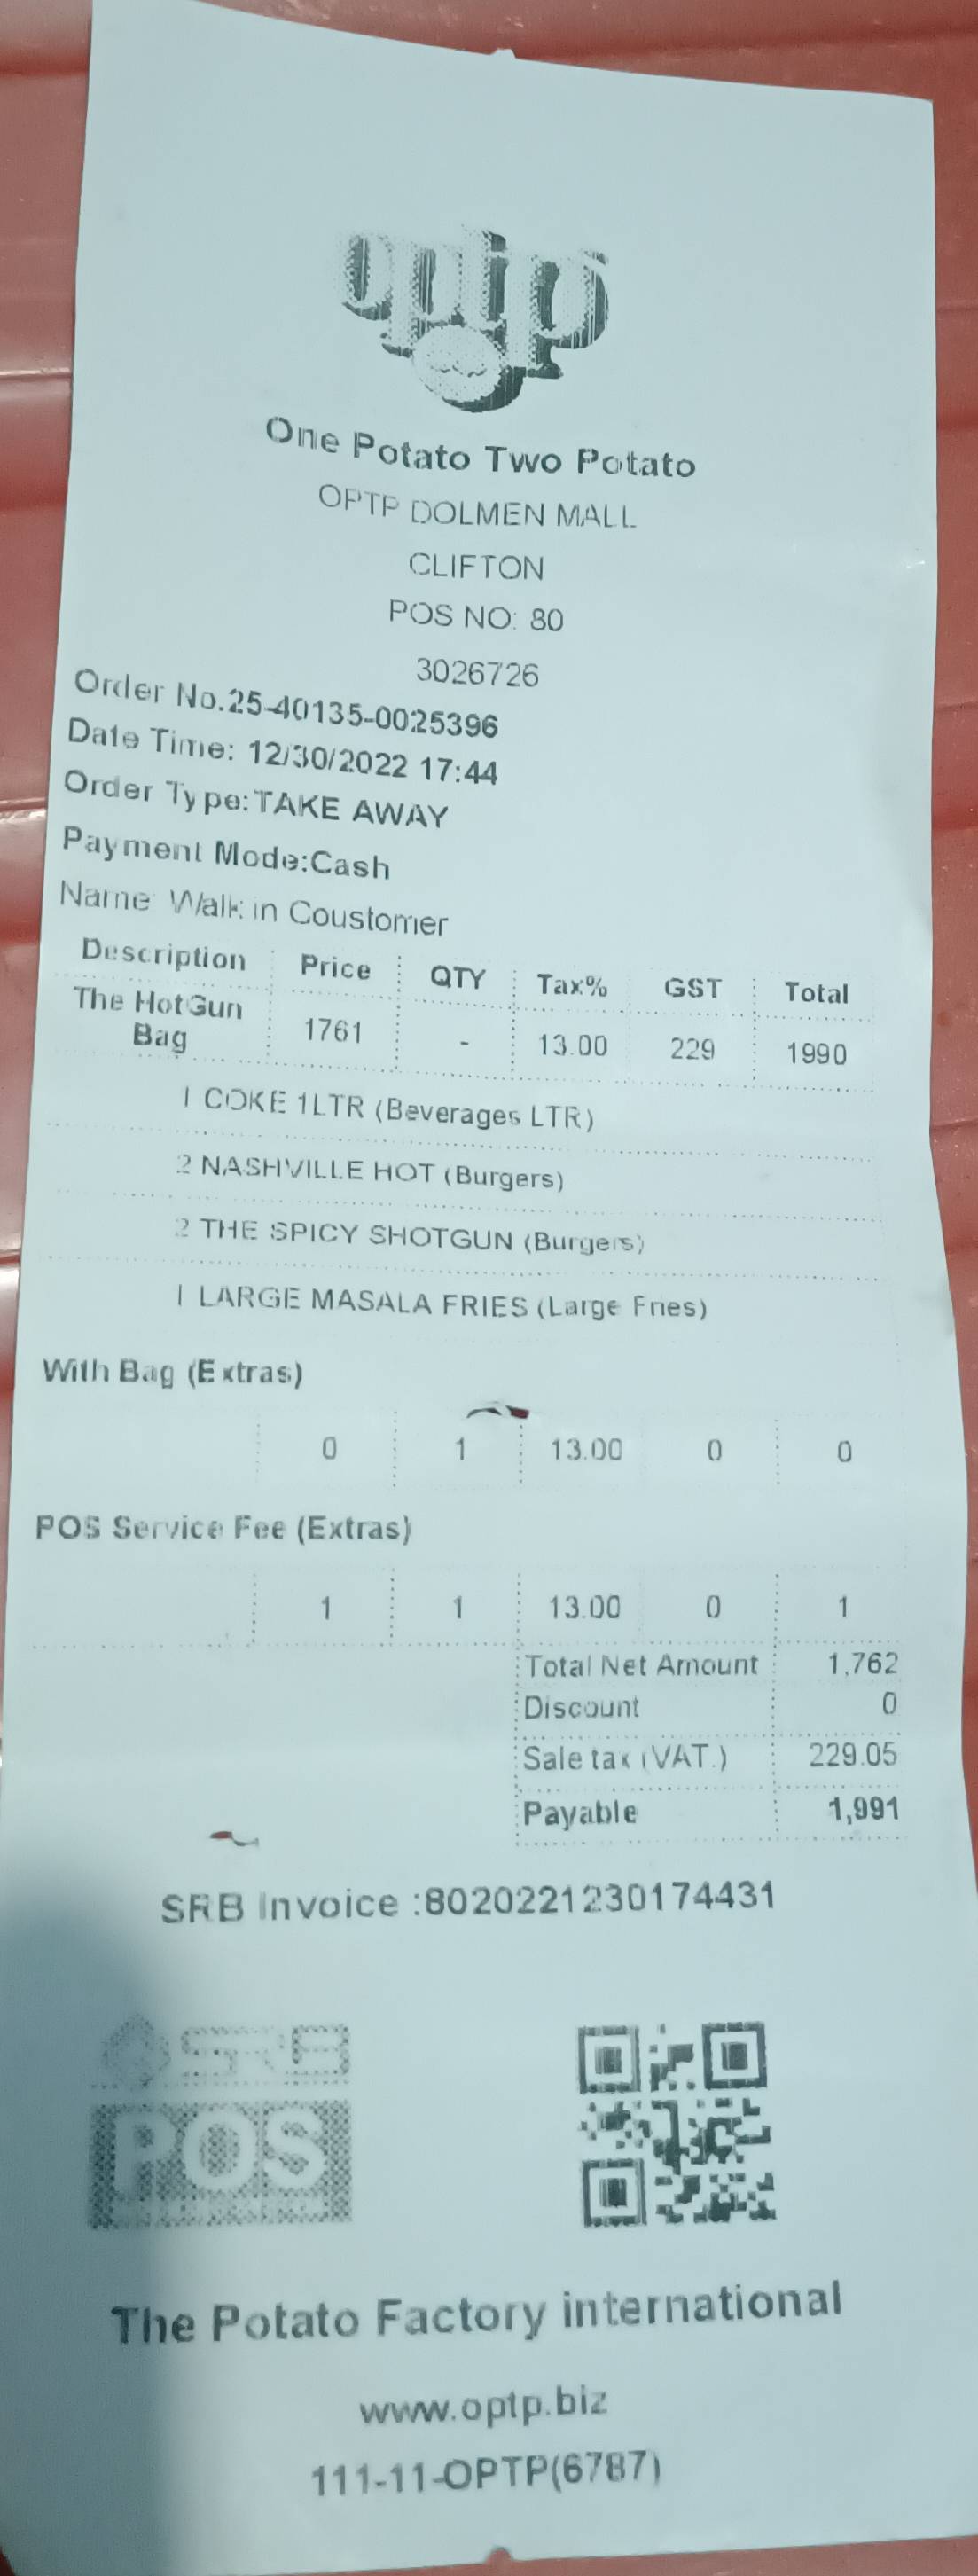 optp
One Potato Two Potato
OPTP DOLMEN MALL
CLIFTON
POS NO: 80
3026726
Order No.25-40135-0025396
Date Time: 12/30/2022 17:44
Order Type:TAKE AWAY
Payment Mode:Cash
Name Walk in Coustomer
Description Price QTY Tax% GST Total
The HotGun Bag 1761 - 13.00 229 1990
1 COKE 1LTR (Beverages LTR)
2 NASHVILLE HOT (Burgers)
2 THE SPICY SHOTGUN (Burgers)
1 LARGE MASALA FRIES (Large Fries)
With Bag (Extras)
0 1 13.00 0 0
POS Service Fee (Extras)
1 1 13.00 0 1
Total Net Amount 1,762
Discount 0
Sale tax (VAT.) 229.05
Payable 1,991
SRB Invoice :8020221230174431
SRB
POS
The Potato Factory international
www.optp.biz
111-11-OPTP(6787)